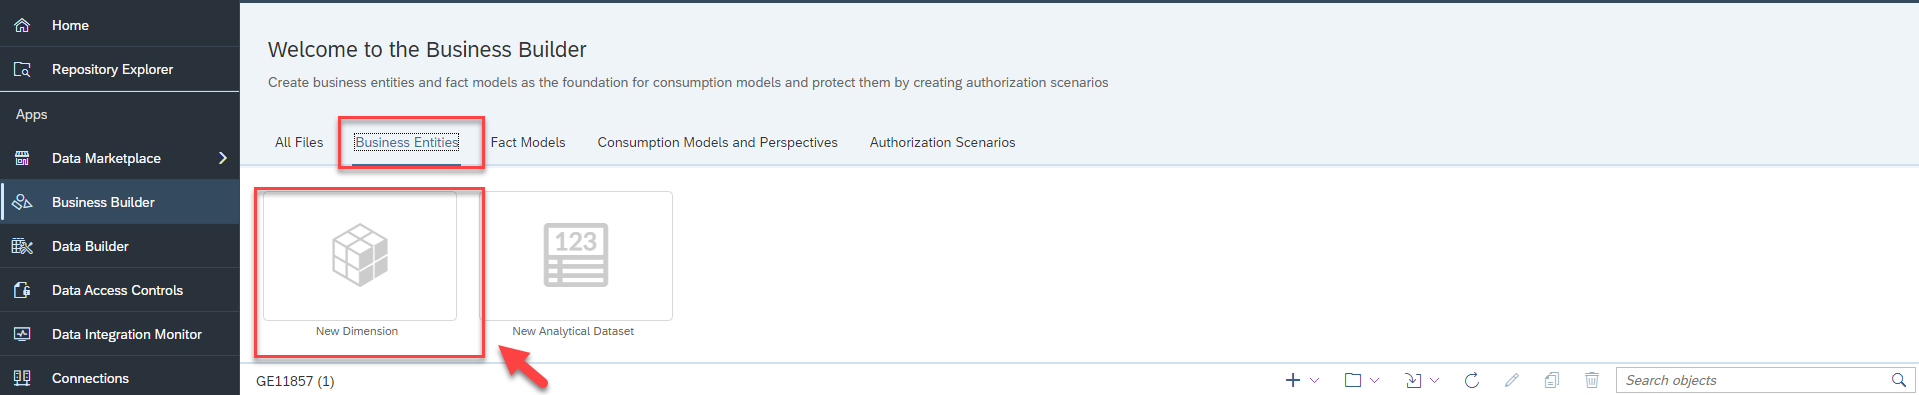 Home
Repository Explorer
Apps
Data Marketplace
Business Builder
Data Builder
Data Access Controls
Data Integration Monitor
Connections
Welcome to the Business Builder
Create business entities and fact models as the foundation for consumption models and protect them by creating authorization scenarios
All Files Business Entities Fact Models Consumption Models and Perspectives Authorization Scenarios
123
New Dimension New Analytical Dataset
GE11857 (1) Search objects